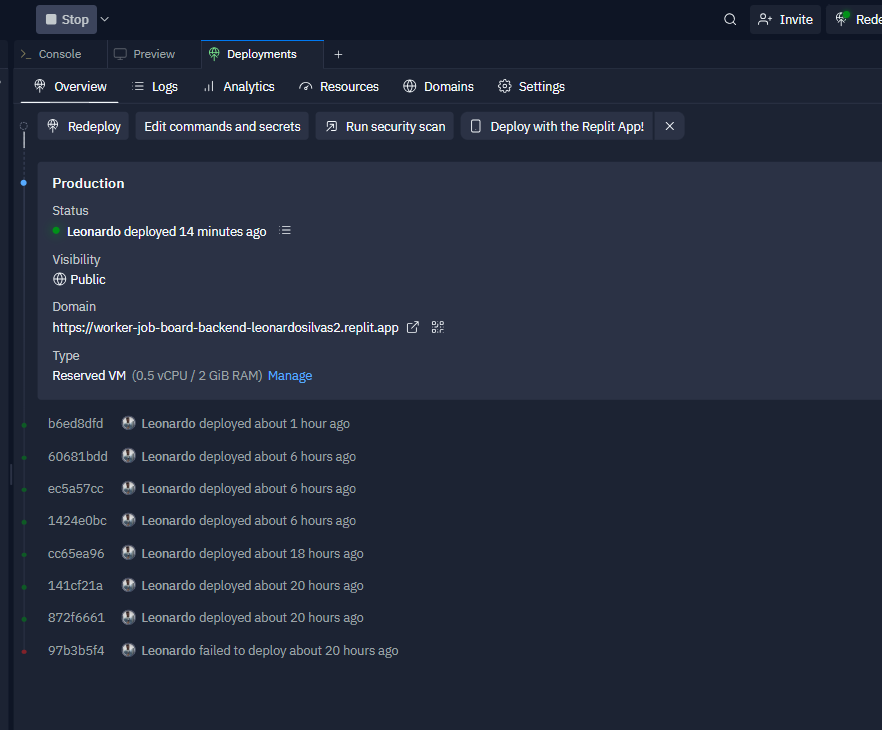 Stop
Invite
Rede
>_ Console
Preview
Deployments
+
Overview
Logs
Analytics
Resources
Domains
Settings
Redeploy
Edit commands and secrets
Run security scan
Deploy with the Replit App!
Production
Status
Leonardo deployed 14 minutes ago
Visibility
Public
Domain
https://worker-job-board-backend-leonardosilvas2.replit.app
Type
Reserved VM (0.5 vCPU / 2 GiB RAM) Manage
b6ed8dfd Leonardo deployed about 1 hour ago
60681bdd Leonardo deployed about 6 hours ago
ec5a57cc Leonardo deployed about 6 hours ago
1424e0bc Leonardo deployed about 6 hours ago
cc65ea96 Leonardo deployed about 18 hours ago
141cf21a Leonardo deployed about 20 hours ago
872f6661 Leonardo deployed about 20 hours ago
97b3b5f4 Leonardo failed to deploy about 20 hours ago